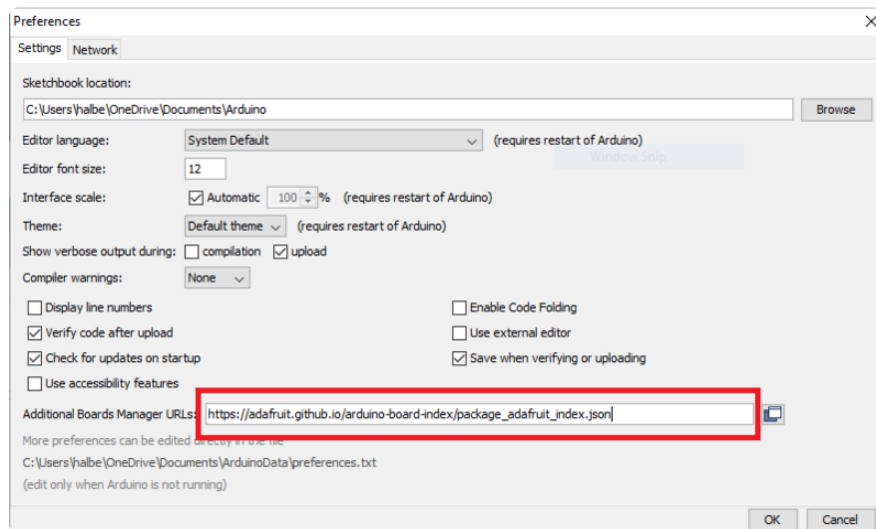 Preferences
Settings Network
Sketchbook location:
C:\Users\halbe\OneDrive\Documents\Arduino Browse
Editor language: System Default (requires restart of Arduino)
Window Snip
Editor font size: 12
Interface scale: Automatic 100 % (requires restart of Arduino)
Theme: Default theme (requires restart of Arduino)
Show verbose output during: compilation upload
Compiler warnings: None
Display line numbers Enable Code Folding
Verify code after upload Use external editor
Check for updates on startup Save when verifying or uploading
Use accessibility features
Additional Boards Manager URLs: https://adafruit.github.io/arduino-board-index/package_adafruit_index.json
More preferences can be edited directly in the file
C:\Users\halbe\OneDrive\Documents\ArduinoData\preferences.txt
(edit only when Arduino is not running)
OK Cancel